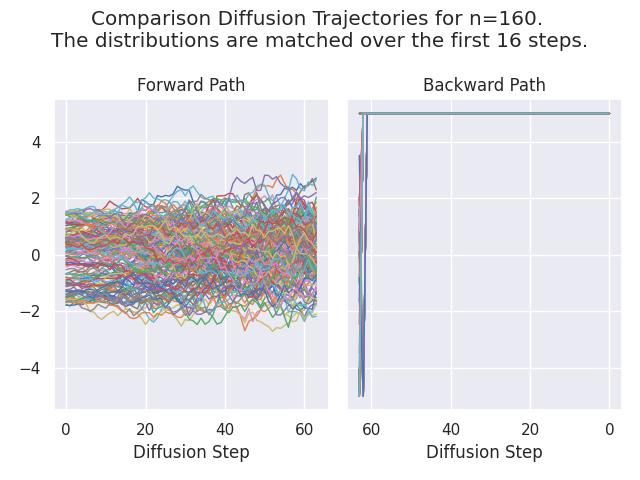 Comparison Diffusion Trajectories for n=160.
The distributions are matched over the first 16 steps.
Forward Path
Backward Path
4
2
0
−2
−4
0 20 40 60
60 40 20 0
Diffusion Step
Diffusion Step